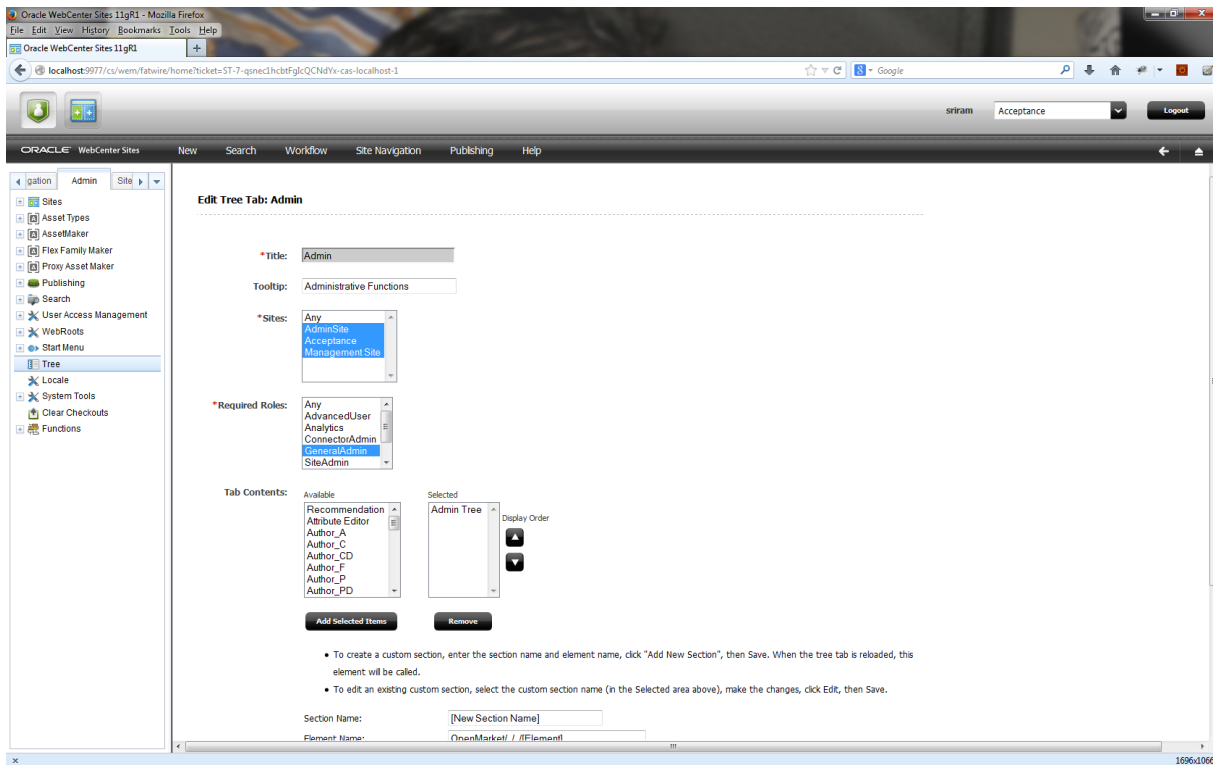 Oracle WebCenter Sites 11gR1 - Mozilla Firefox
File Edit View History Bookmarks Tools Help
Oracle WebCenter Sites 11gR1
localhost:9977/cs/wem/fatwire/home?ticket=ST-7-qsnec1hcbtFgIcQCNdYx-cas-localhost-1
Google
sriram
Acceptance
Logout
ORACLE WebCenter Sites
New Search Workflow Site Navigation Publishing Help
gation Admin Site
Sites
Asset Types
AssetMaker
Flex Family Maker
Proxy Asset Maker
Publishing
Search
User Access Management
WebRoots
Start Menu
Tree
Locale
System Tools
Clear Checkouts
Functions
Edit Tree Tab: Admin
*Title: Admin
Tooltip: Administrative Functions
*Sites: Any
AdminSite
Acceptance
Management Site
*Required Roles: Any
AdvancedUser
Analytics
ConnectorAdmin
GeneralAdmin
SiteAdmin
Tab Contents:
Available
Recommendation
Attribute Editor
Author_A
Author_C
Author_CD
Author_F
Author_P
Author_PD
Selected
Admin Tree
Display Order
Add Selected Items
Remove
• To create a custom section, enter the section name and element name, click "Add New Section", then Save. When the tree tab is reloaded, this
element will be called.
• To edit an existing custom section, select the custom section name (in the Selected area above), make the changes, click Edit, then Save.
Section Name: [New Section Name]
Element Name: OpenMarket/_/_/[Element]
x
1696x1066